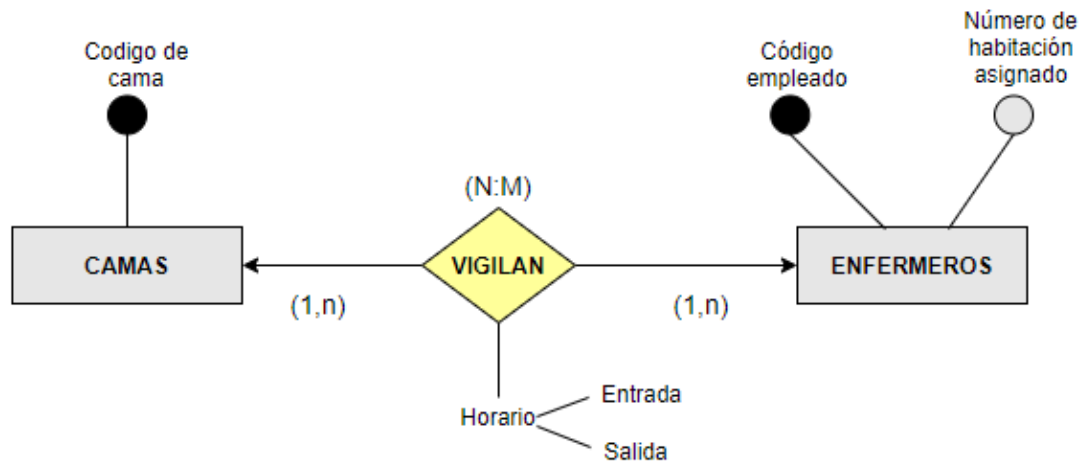 Codigo de
cama
Código
empleado
Número de
habitación
asignado
(N:M)
CAMAS
VIGILAN
ENFERMEROS
(1,n)
(1,n)
Horario
Entrada
Salida